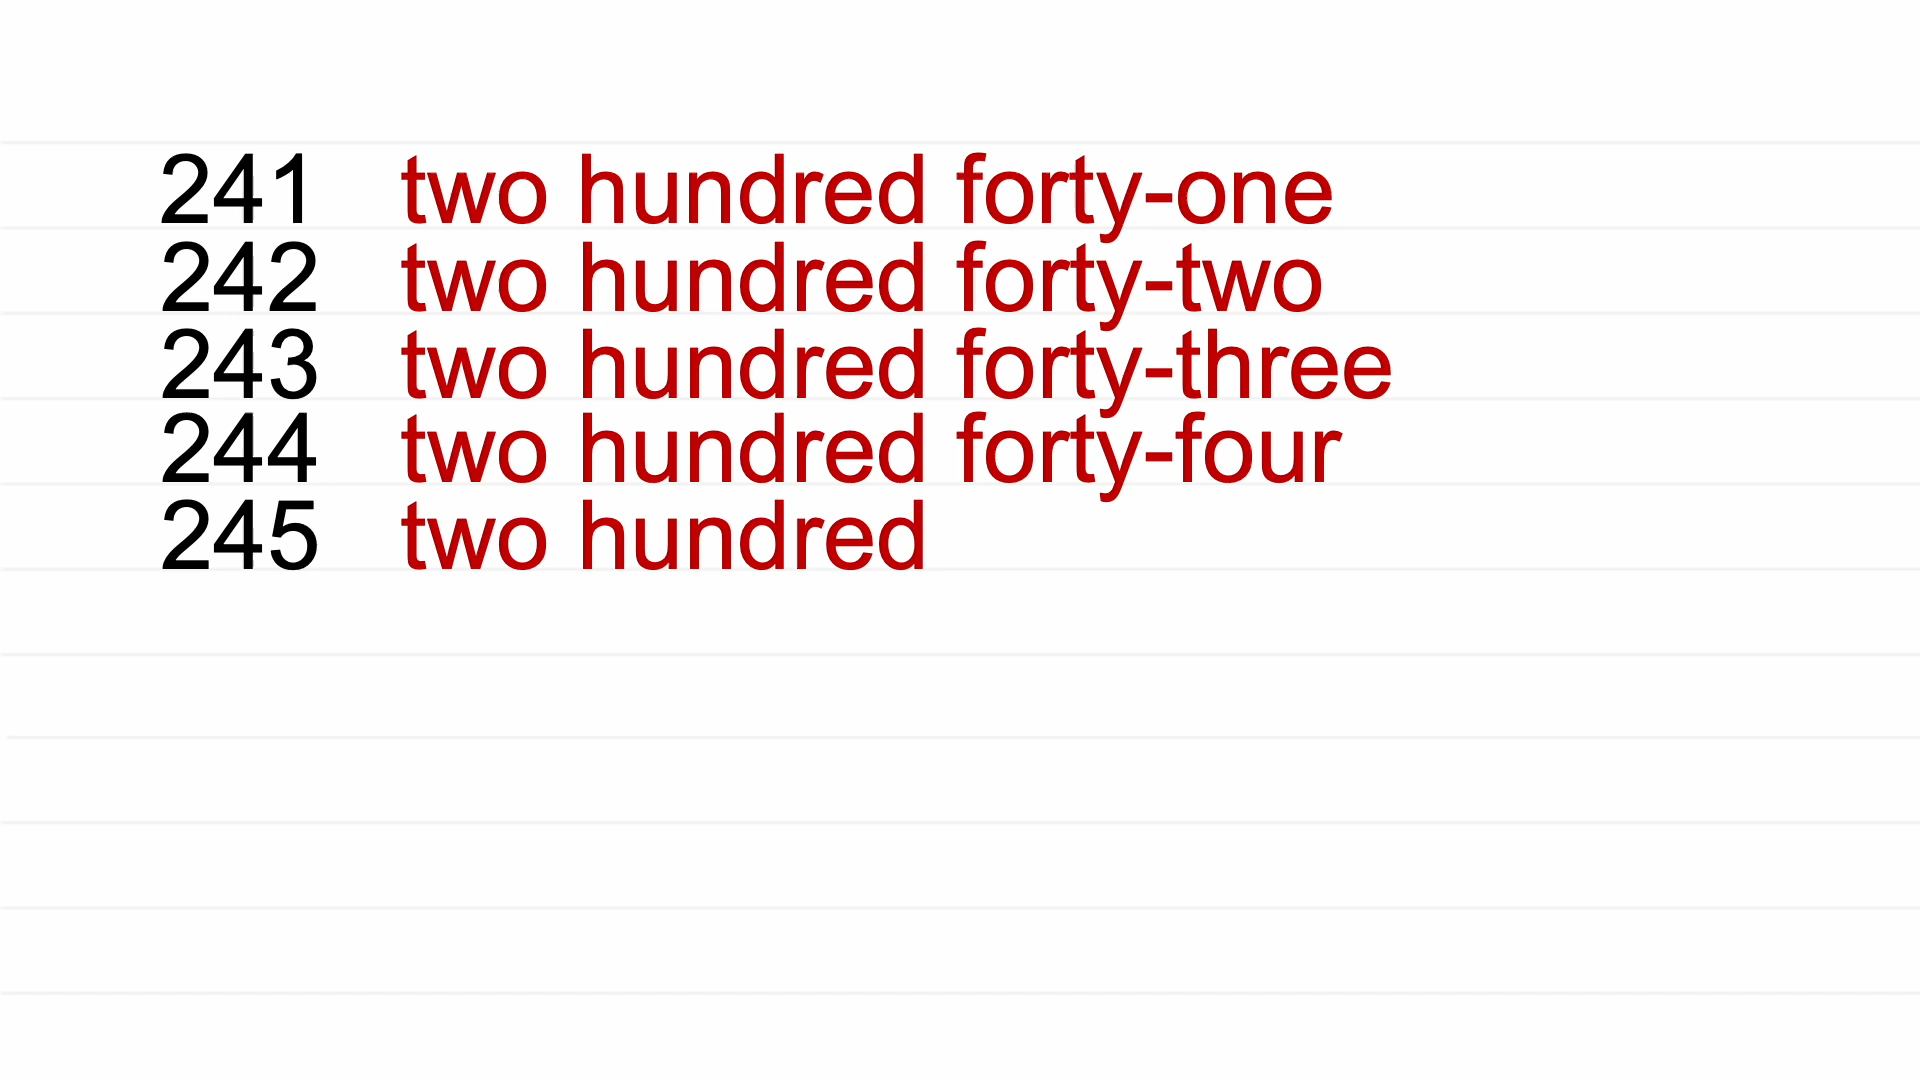 241 two hundred forty-one
242 two hundred forty-two
243 two hundred forty-three
244 two hundred forty-four
245 two hundred